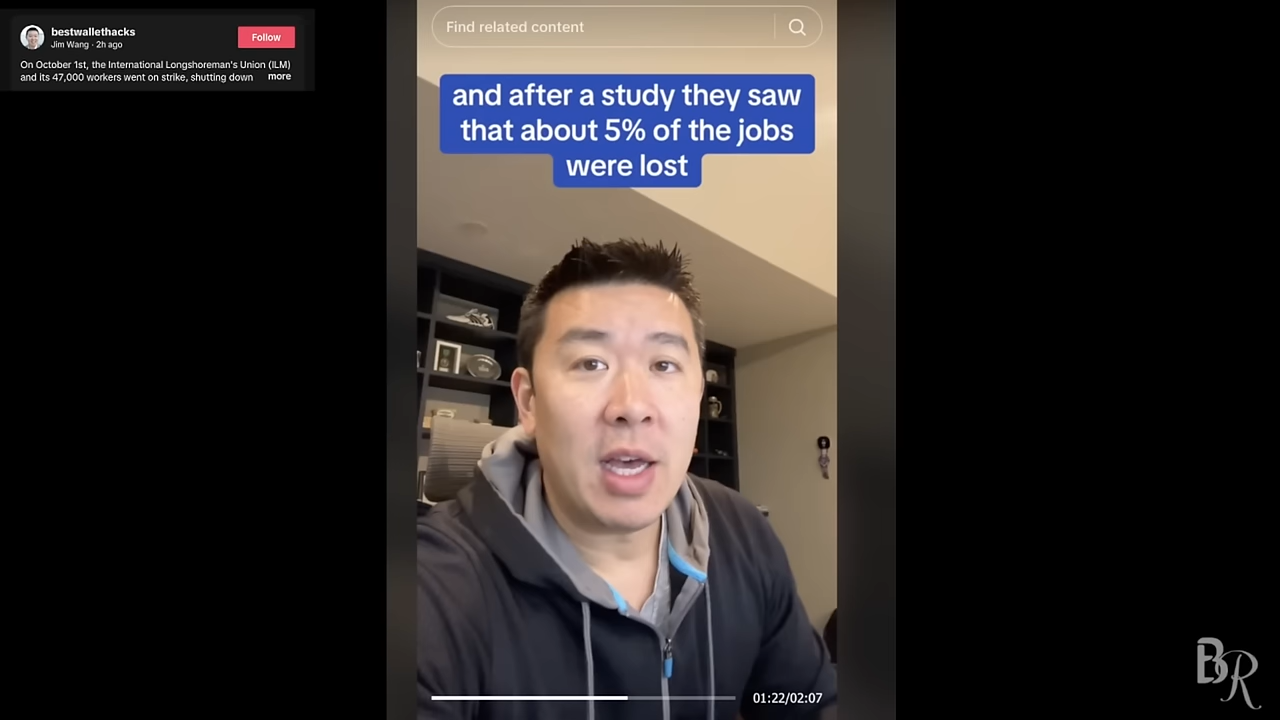 bestwallethacks
Jim Wang · 2h ago
Follow
On October 1st, the International Longshoreman's Union (ILM)
and its 47,000 workers went on strike, shutting down more
Find related content
and after a study they saw
that about 5% of the jobs
were lost
01:22/02:07
BR